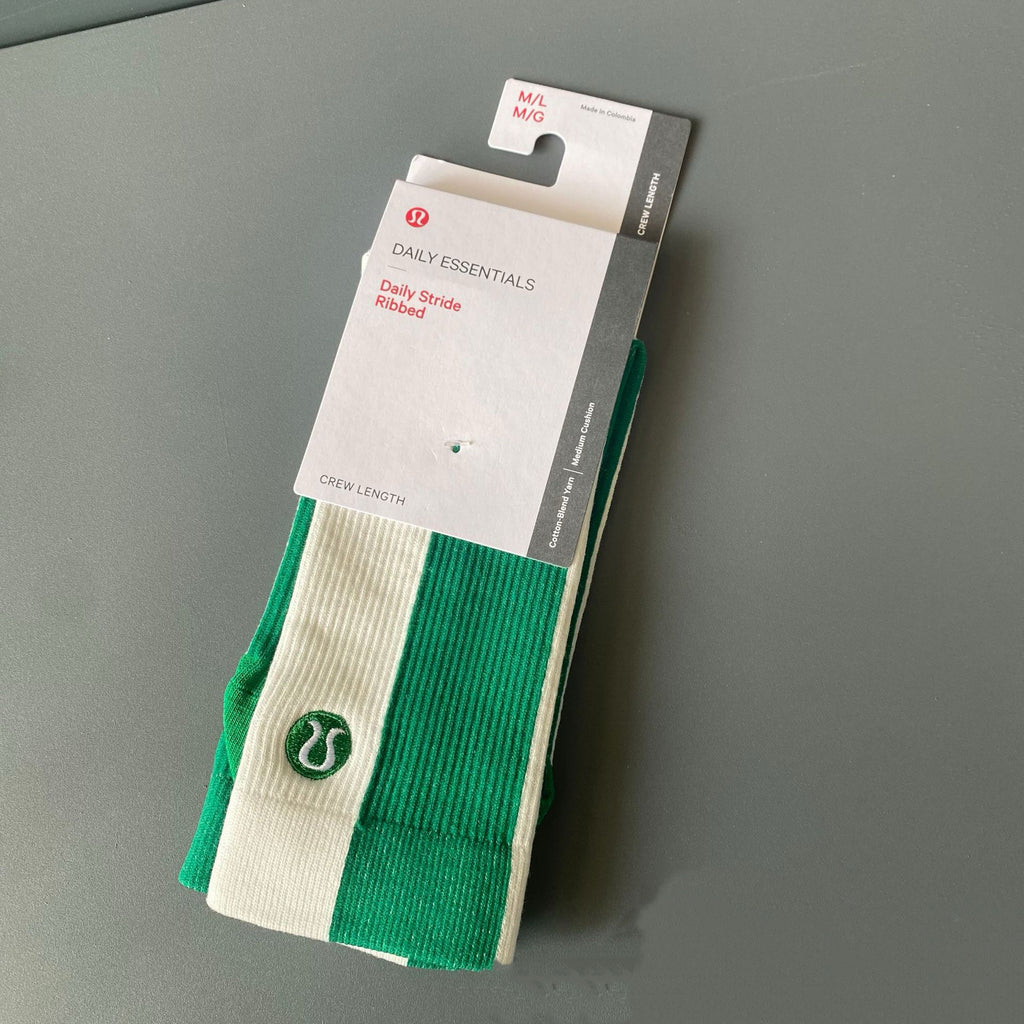 M/L
M/G
Made in Colombia
CREW LENGTH
DAILY ESSENTIALS
Daily Stride
Ribbed
CREW LENGTH
Cotton-Blend Yarn | Medium Cushion